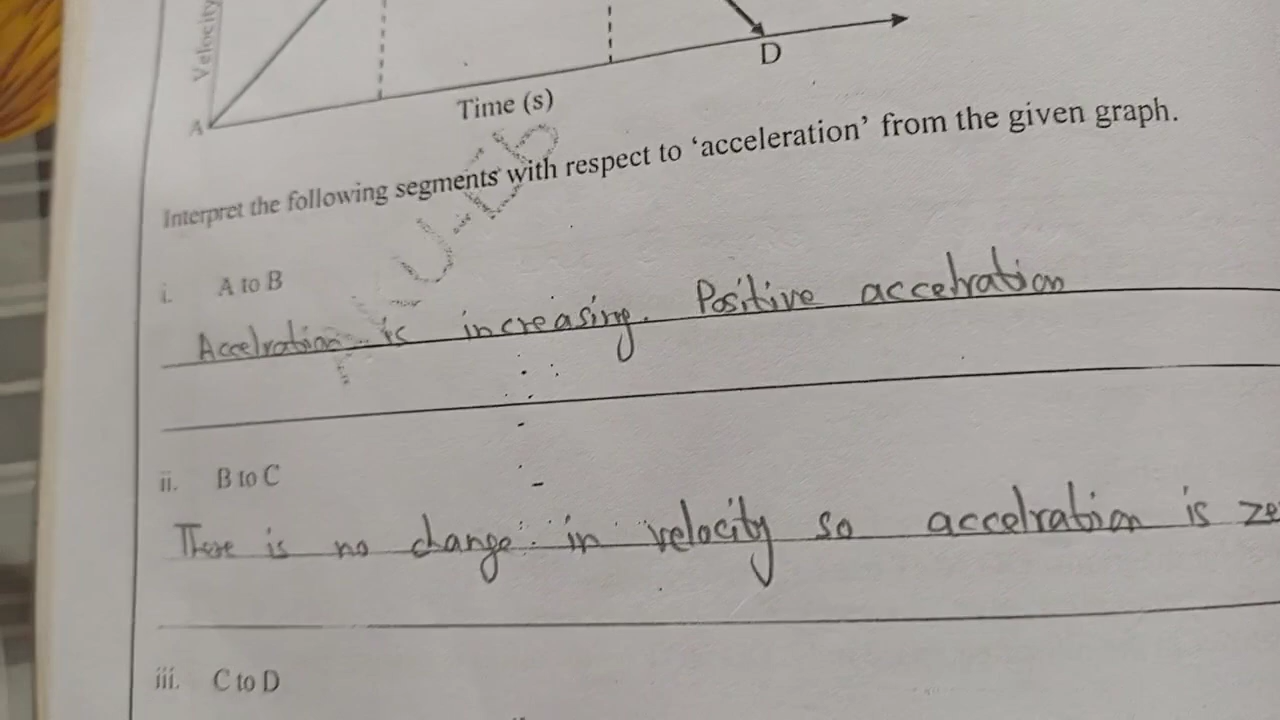 Velocity
A
D
Time (s)
Interpret the following segments with respect to 'acceleration' from the given graph.
i. A to B
Accelration is increasing. Positive accelration
ii. B to C
There is no change in velocity so accelration is ze
iii. C to D